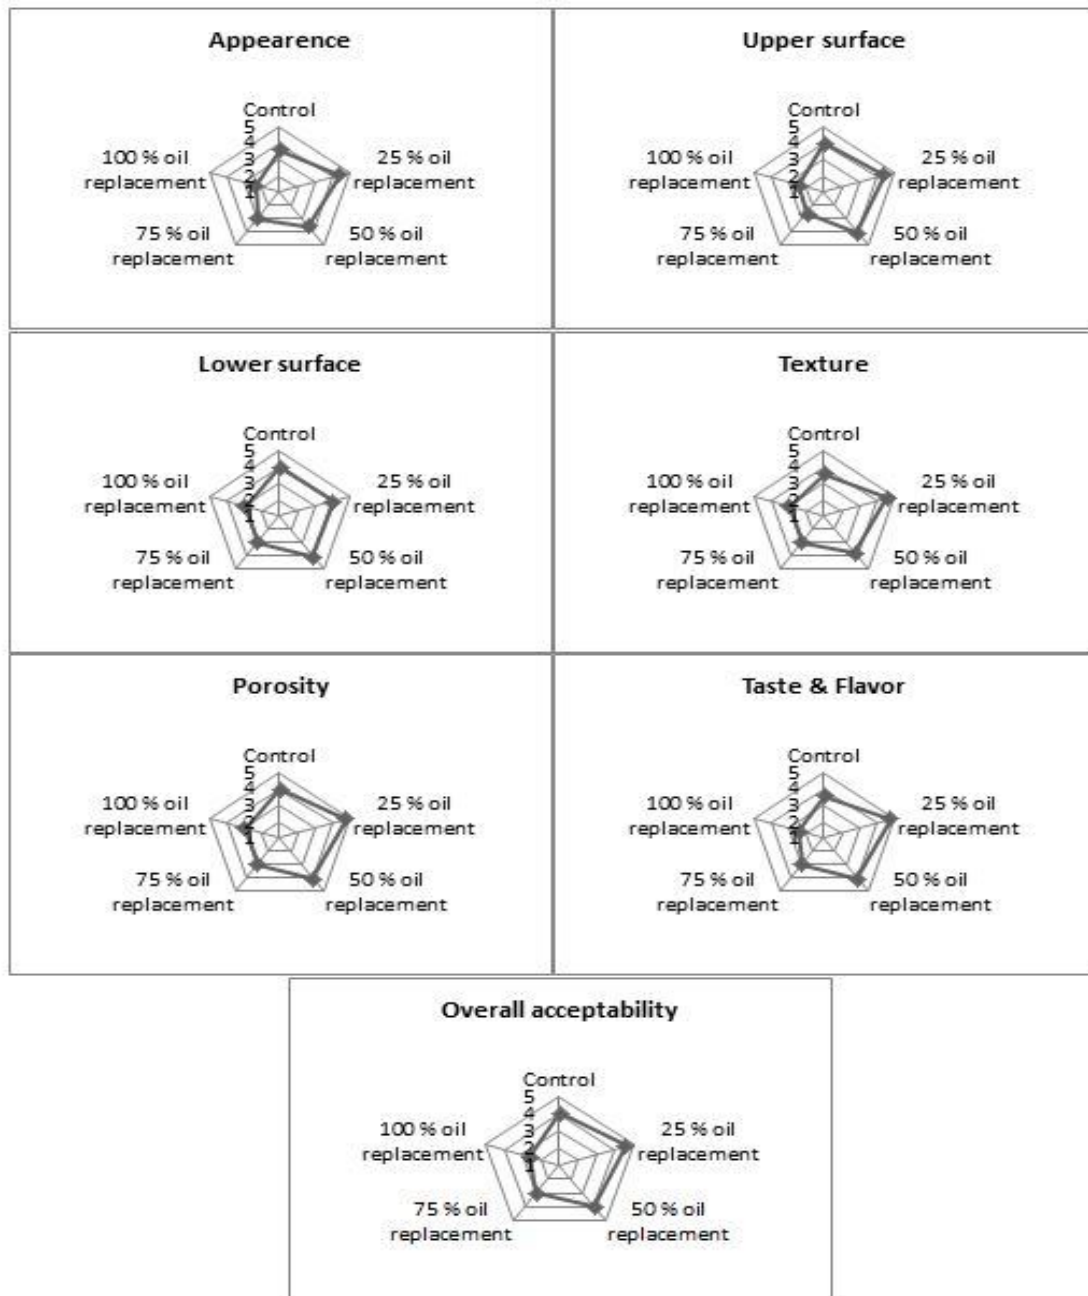 Appearence
Control
5
4
3
2
1
100 % oil
replacement
25 % oil
replacement
75 % oil
replacement
50 % oil
replacement
Upper surface
Control
5
4
3
2
1
100 % oil
replacement
25 % oil
replacement
75 % oil
replacement
50 % oil
replacement
Lower surface
Control
5
4
3
2
1
100 % oil
replacement
25 % oil
replacement
75 % oil
replacement
50 % oil
replacement
Texture
Control
5
4
3
2
1
100 % oil
replacement
25 % oil
replacement
75 % oil
replacement
50 % oil
replacement
Porosity
Control
5
4
3
2
1
100 % oil
replacement
25 % oil
replacement
75 % oil
replacement
50 % oil
replacement
Taste & Flavor
Control
5
4
3
2
1
100 % oil
replacement
25 % oil
replacement
75 % oil
replacement
50 % oil
replacement
Overall acceptability
Control
5
4
3
2
1
100 % oil
replacement
25 % oil
replacement
75 % oil
replacement
50 % oil
replacement